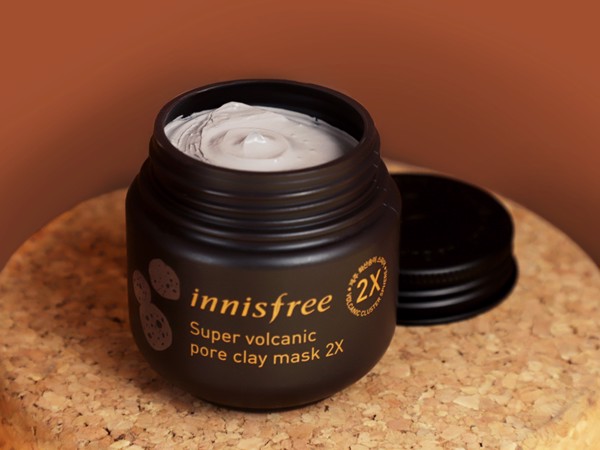 innisfree
Super volcanic
pore clay mask 2X
2X